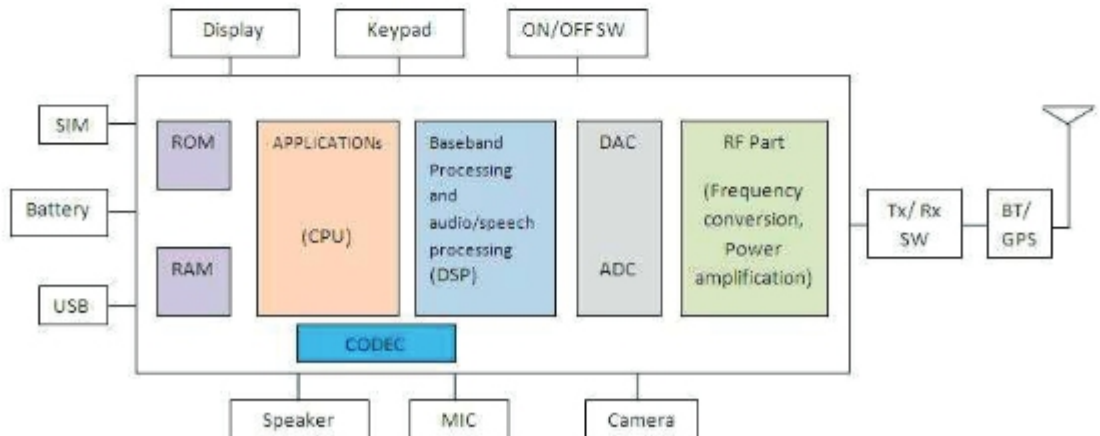 Display
Keypad
ON/OFF SW
SIM
Battery
USB
ROM
RAM
APPLICATIONs
(CPU)
Baseband
Processing
and
audio/speech
processing
(DSP)
DAC
ADC
RF Part
(Frequency
conversion,
Power
amplification)
CODEC
Tx/ Rx
SW
BT/
GPS
Speaker
MIC
Camera